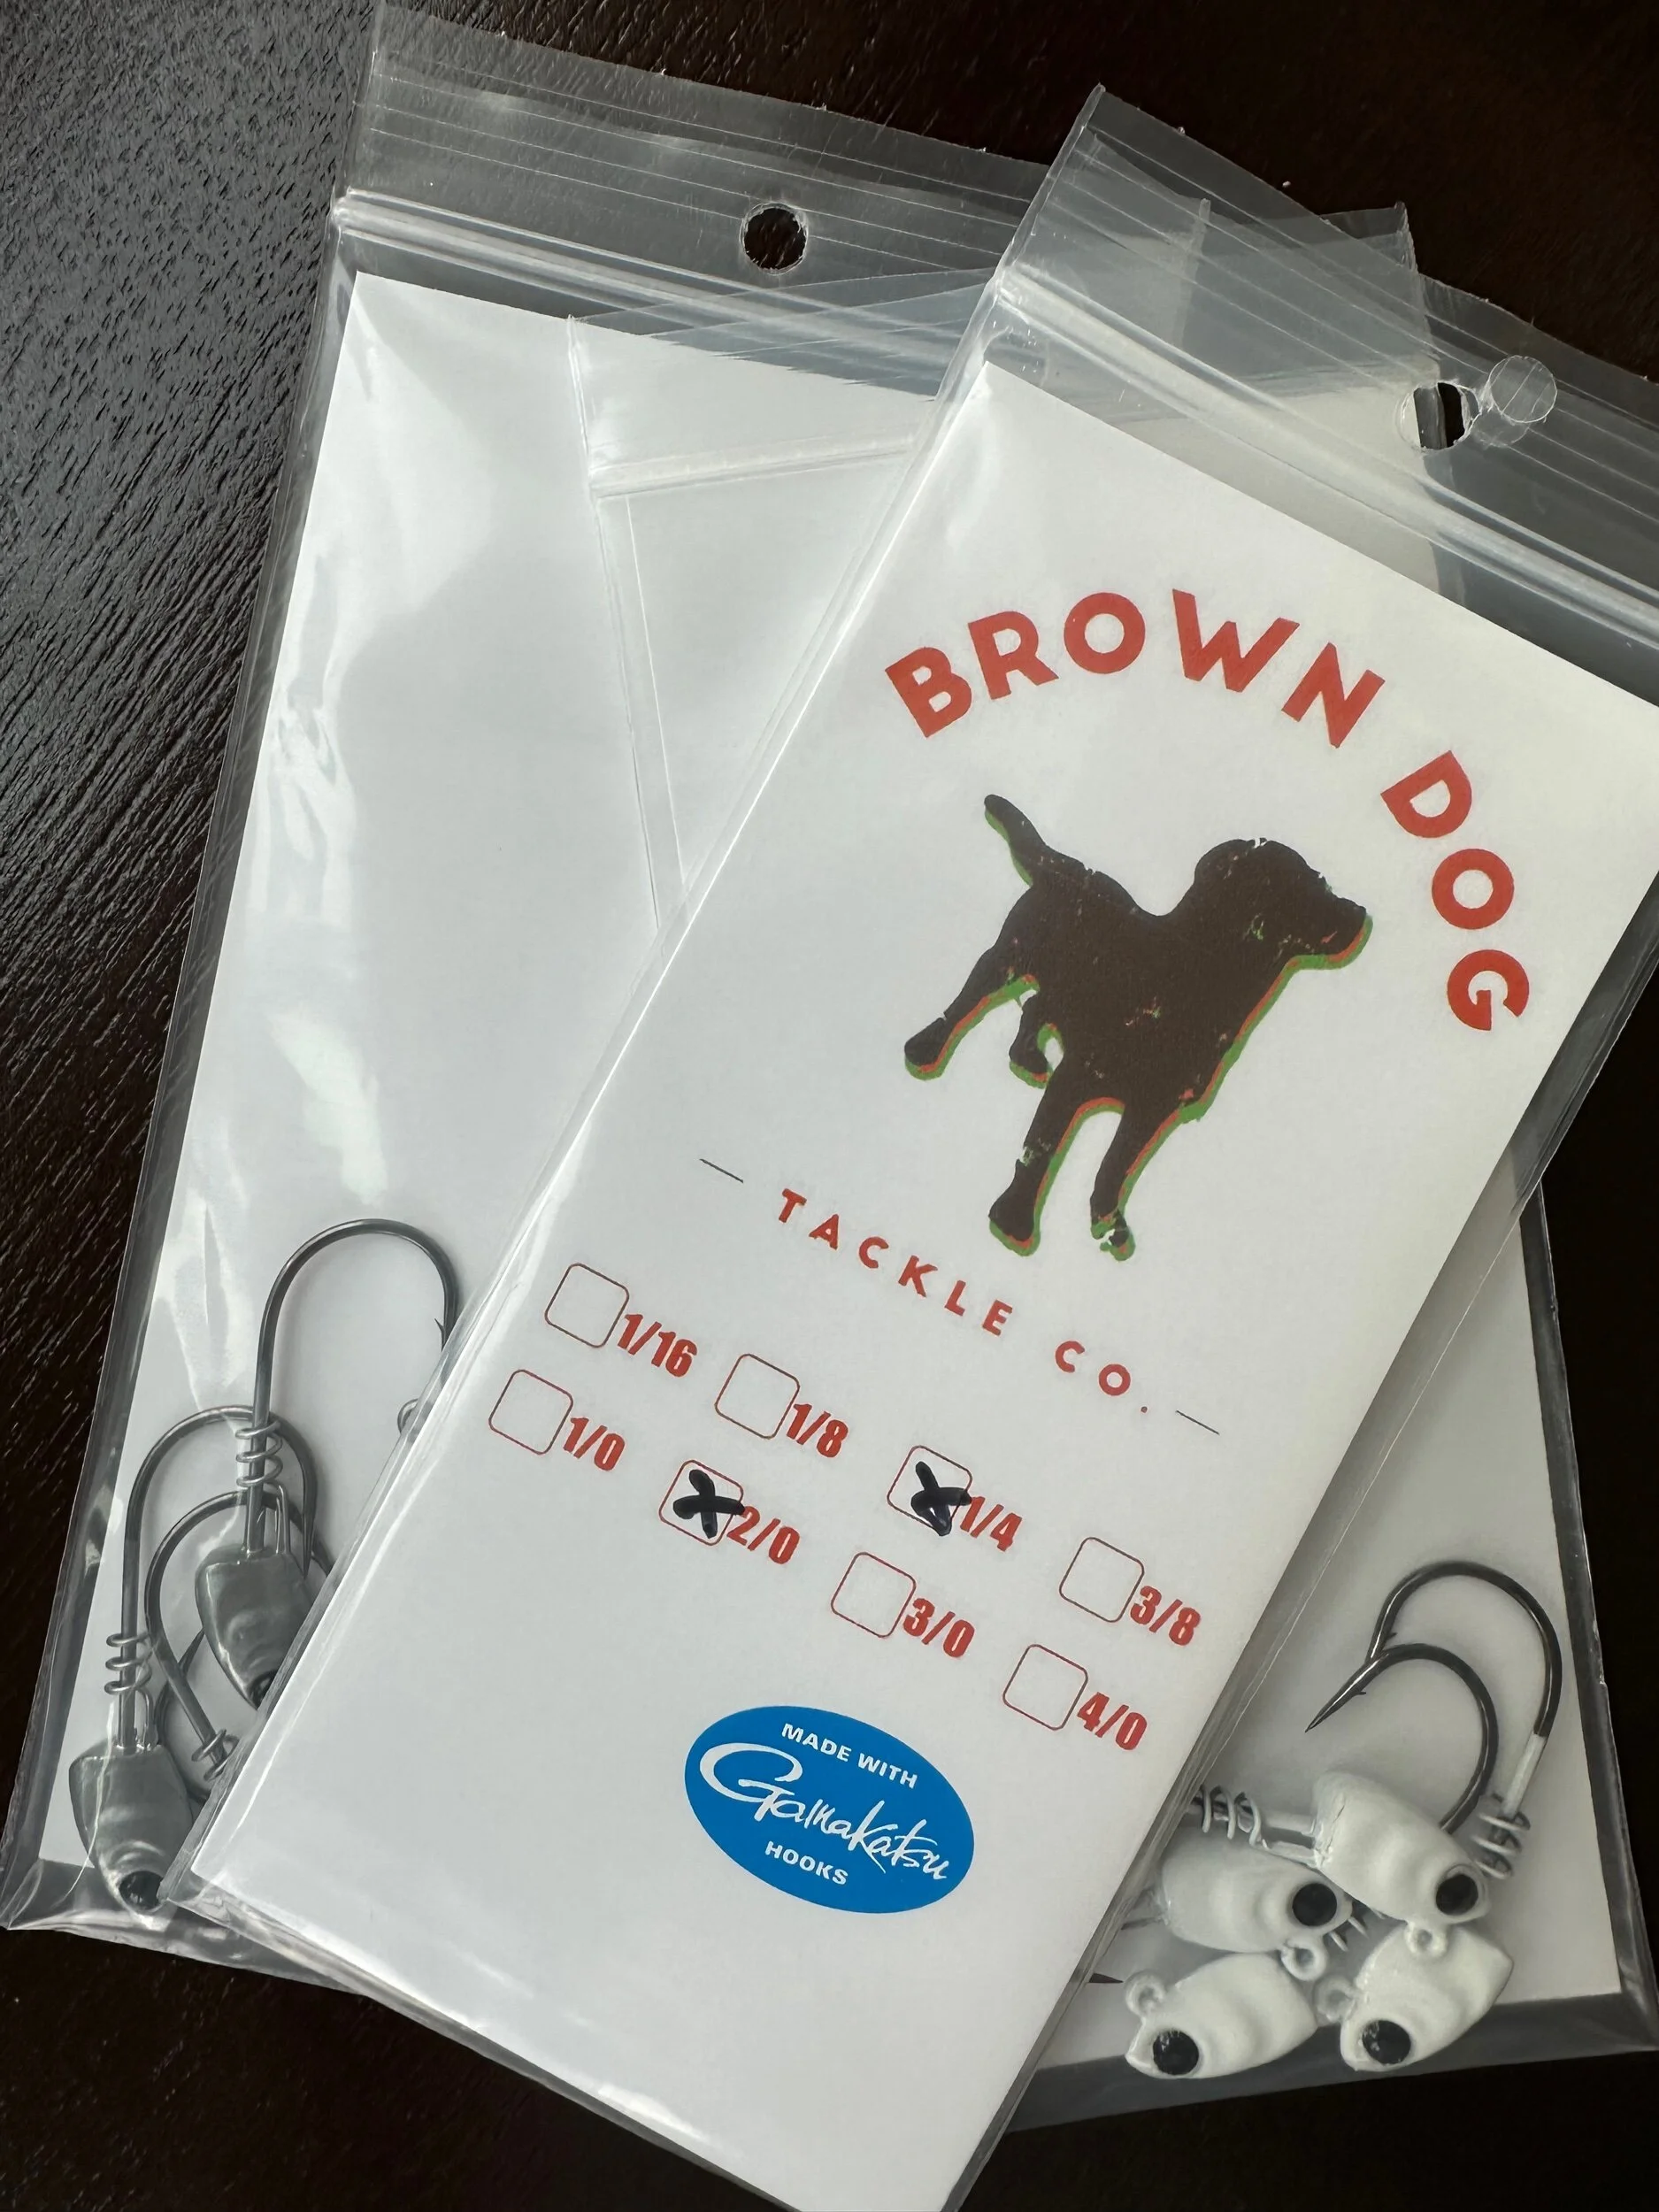 BROWN DOG
— TACKLE CO. —
1/16 1/8 1/4 3/8
1/0 2/0 3/0 4/0
MADE WITH
Gamakatsu
HOOKS